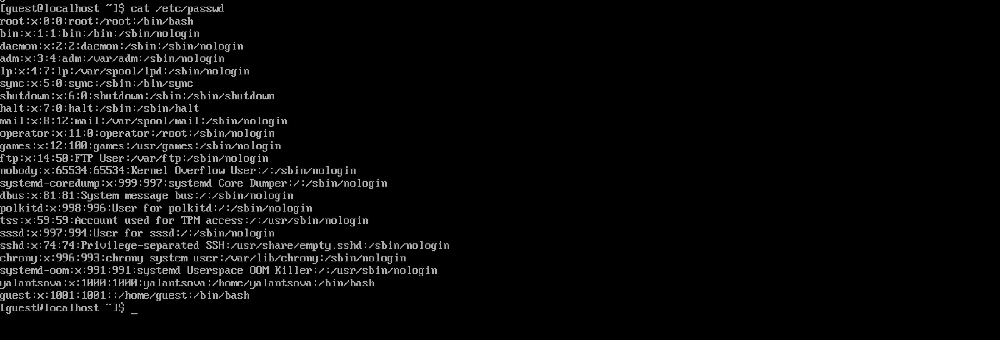 [guest@localhost ~]$ cat /etc/passwd
root:x:0:0:root:/root:/bin/bash
bin:x:1:1:bin:/bin:/sbin/nologin
daemon:x:2:2:daemon:/sbin:/sbin/nologin
adm:x:3:4:adm:/var/adm:/sbin/nologin
lp:x:4:7:lp:/var/spool/lpd:/sbin/nologin
sync:x:5:0:sync:/sbin:/bin/sync
shutdown:x:6:0:shutdown:/sbin:/sbin/shutdown
halt:x:7:0:halt:/sbin:/sbin/halt
mail:x:8:12:mail:/var/spool/mail:/sbin/nologin
operator:x:11:0:operator:/root:/sbin/nologin
games:x:12:100:games:/usr/games:/sbin/nologin
ftp:x:14:50:FTP User:/var/ftp:/sbin/nologin
nobody:x:65534:65534:Kernel Overflow User:/:/sbin/nologin
systemd-coredump:x:999:997:systemd Core Dumper:/:/sbin/nologin
dbus:x:81:81:System message bus:/:/sbin/nologin
polkitd:x:998:996:User for polkitd:/:/sbin/nologin
tss:x:59:59:Account used for TPM access:/:/usr/sbin/nologin
sssd:x:997:994:User for sssd:/:/sbin/nologin
sshd:x:74:74:Privilege-separated SSH:/usr/share/empty.sshd:/sbin/nologin
chrony:x:996:993:chrony system user:/var/lib/chrony:/sbin/nologin
systemd-oom:x:991:991:systemd Userspace OOM Killer:/:/usr/sbin/nologin
yalantsova:x:1000:1000:yalantsova:/home/yalantsova:/bin/bash
guest:x:1001:1001::/home/guest:/bin/bash
[guest@localhost ~]$ _